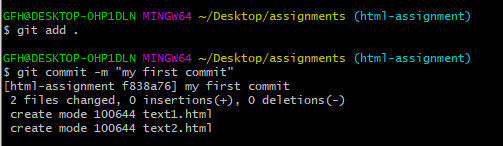 GFH@DESKTOP-OHP1DLN MINGW64 ~/Desktop/assignments (html-assignment)
$ git add .
GFH@DESKTOP-OHP1DLN MINGW64 ~/Desktop/assignments (html-assignment)
$ git commit -m "my first commit"
[html-assignment f838a76] my first commit
 2 files changed, 0 insertions(+), 0 deletions(-)
 create mode 100644 text1.html
 create mode 100644 text2.html